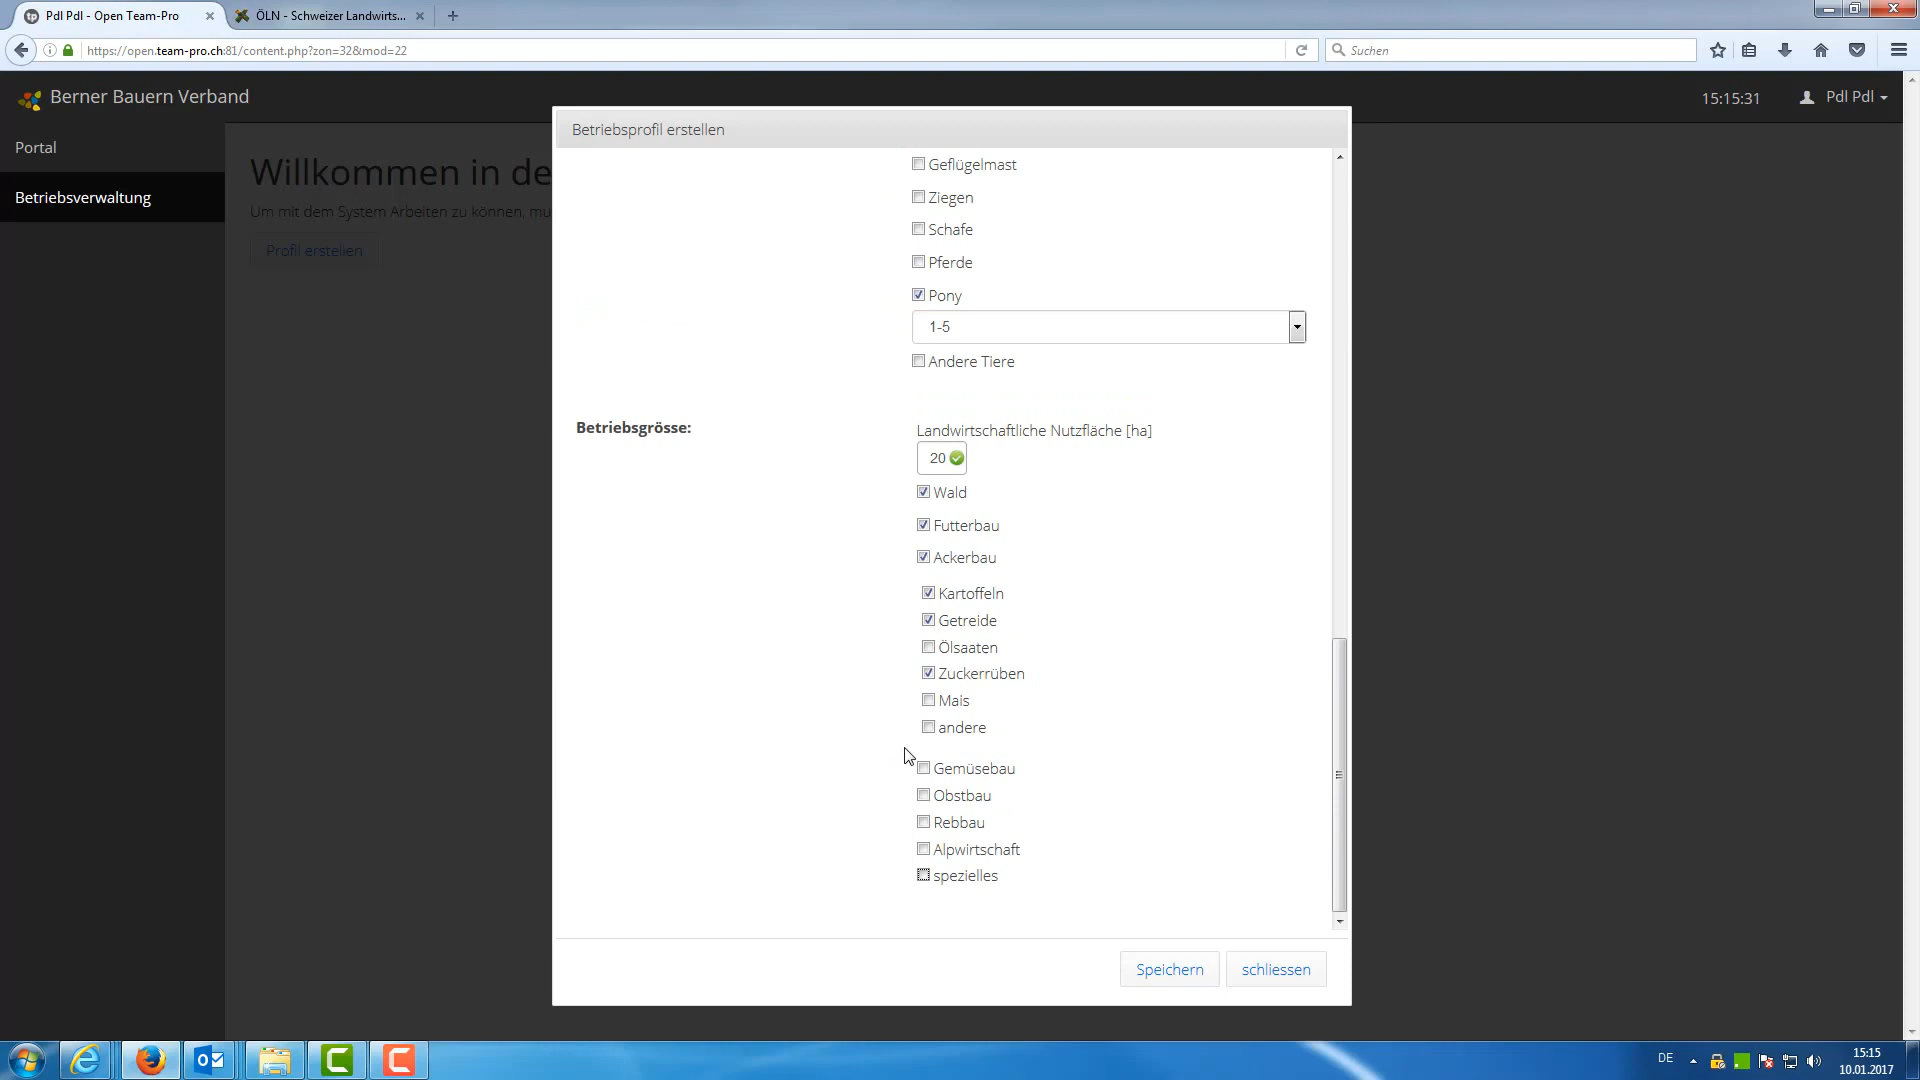 Pdl Pdl - Open Team-Pro
ÖLN - Schweizer Landwirts...
https://open.team-pro.ch:81/content.php?zon=32&mod=22
Suchen
Berner Bauern Verband
15:15:31
Pdl Pdl
Portal
Betriebsverwaltung
Willkommen in de
Um mit dem System Arbeiten zu können, mu
Profil erstellen
Betriebsprofil erstellen
Geflügelmast
Ziegen
Schafe
Pferde
Pony
1-5
Andere Tiere
Betriebsgrösse:
Landwirtschaftliche Nutzfläche [ha]
20
Wald
Futterbau
Ackerbau
Kartoffeln
Getreide
Ölsaaten
Zuckerrüben
Mais
andere
Gemüsebau
Obstbau
Rebbau
Alpwirtschaft
spezielles
Speichern
schliessen
DE
15:15
10.01.2017